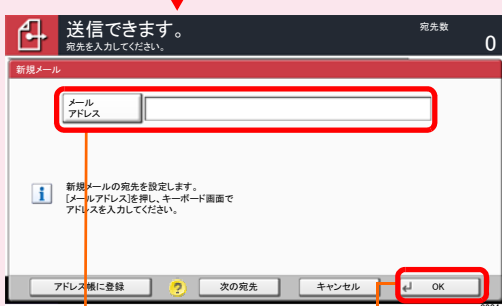 送信できます。
宛先を入力してください。
宛先数
0
新規メール
メール
アドレス
新規メールの宛先を設定します。
[メールアドレス]を押し、キーボード画面で
アドレスを入力してください。
アドレス帳に登録
?
次の宛先
キャンセル
OK